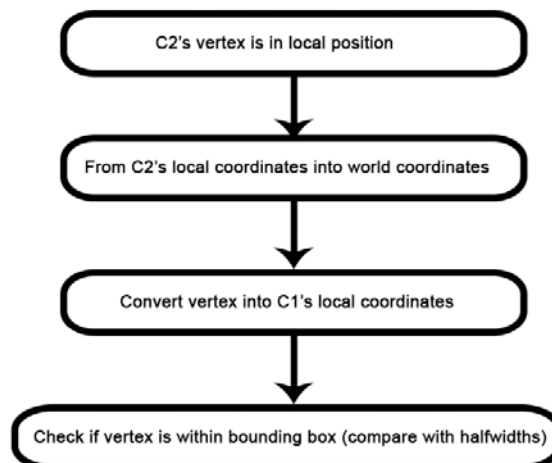 C2's vertex is in local position
From C2's local coordinates into world coordinates
Convert vertex into C1's local coordinates
Check if vertex is within bounding box (compare with halfwidths)